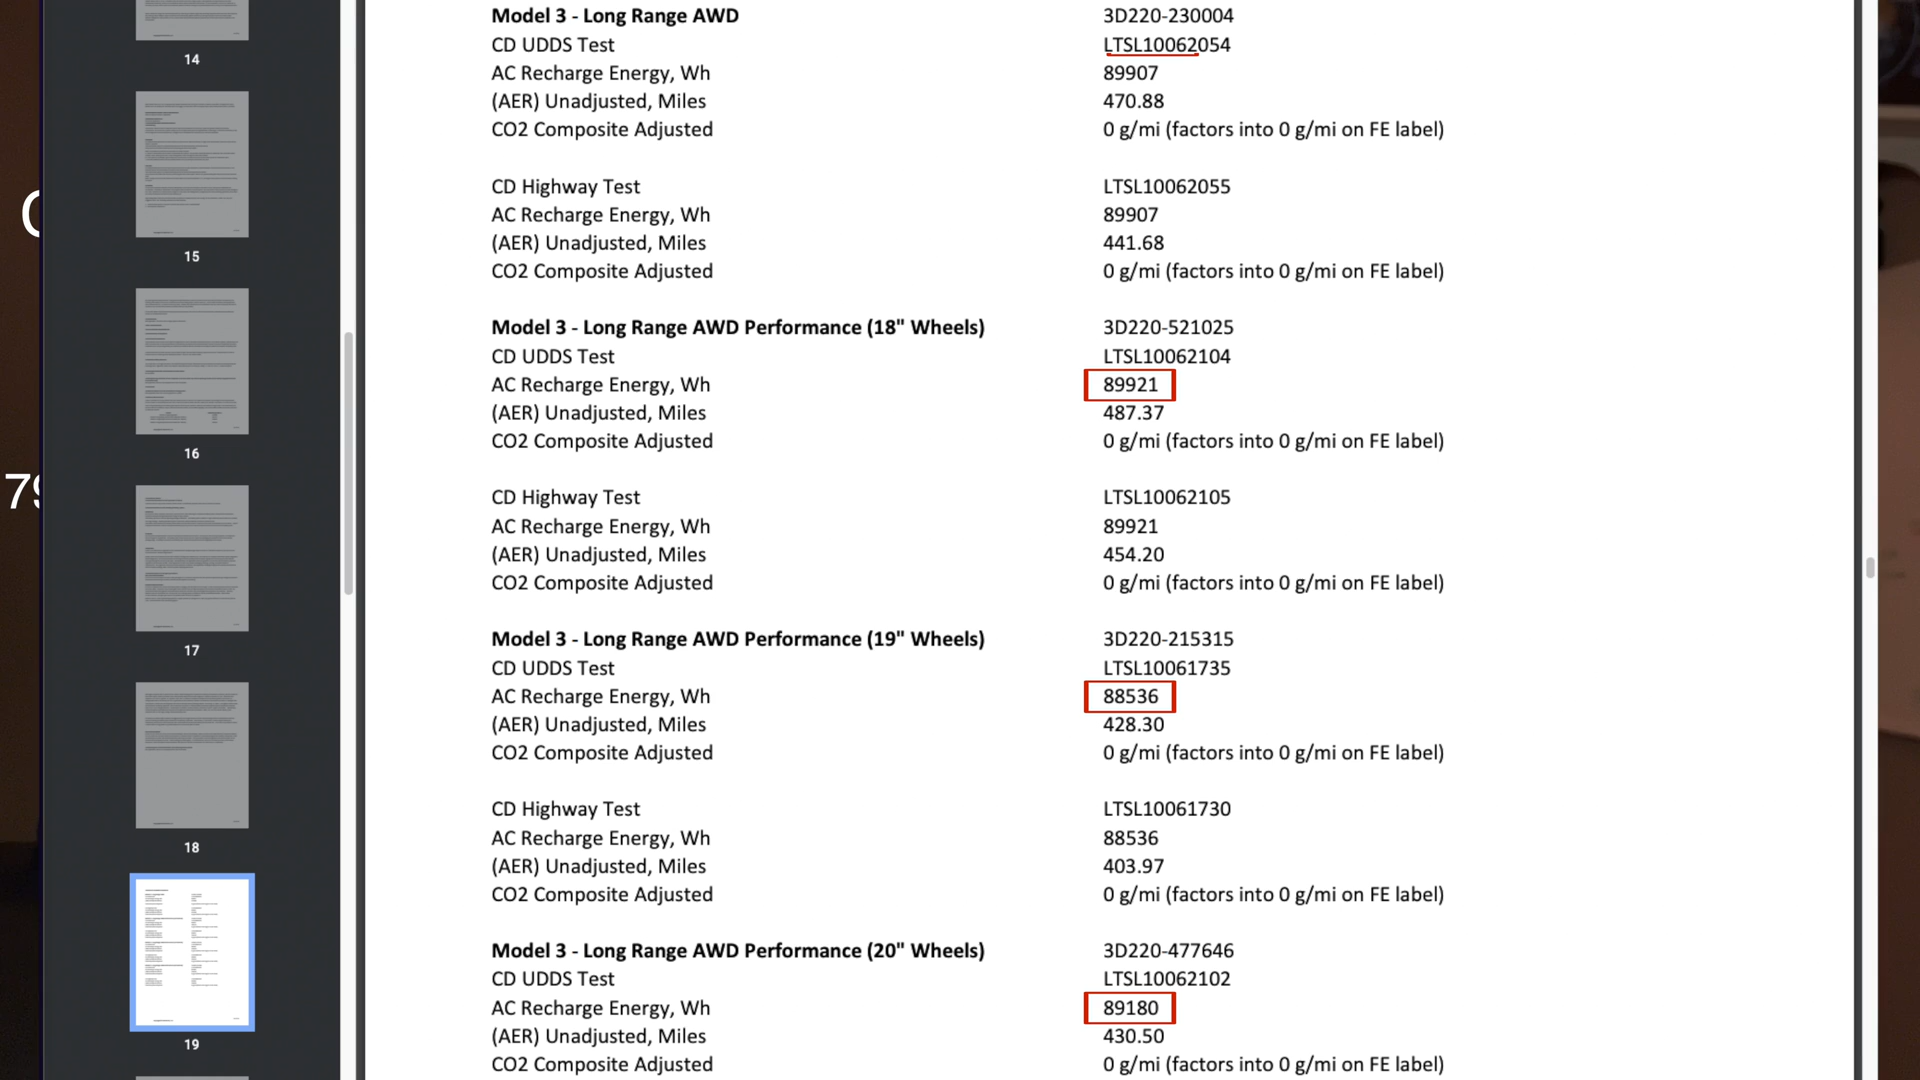 Model 3 - Long Range AWD 3D220-230004
CD UDDS Test LTSL10062054
AC Recharge Energy, Wh 89907
(AER) Unadjusted, Miles 470.88
CO2 Composite Adjusted 0 g/mi (factors into 0 g/mi on FE label)
CD Highway Test LTSL10062055
AC Recharge Energy, Wh 89907
(AER) Unadjusted, Miles 441.68
CO2 Composite Adjusted 0 g/mi (factors into 0 g/mi on FE label)
Model 3 - Long Range AWD Performance (18" Wheels) 3D220-521025
CD UDDS Test LTSL10062104
AC Recharge Energy, Wh 89921
(AER) Unadjusted, Miles 487.37
CO2 Composite Adjusted 0 g/mi (factors into 0 g/mi on FE label)
CD Highway Test LTSL10062105
AC Recharge Energy, Wh 89921
(AER) Unadjusted, Miles 454.20
CO2 Composite Adjusted 0 g/mi (factors into 0 g/mi on FE label)
Model 3 - Long Range AWD Performance (19" Wheels) 3D220-215315
CD UDDS Test LTSL10061735
AC Recharge Energy, Wh 88536
(AER) Unadjusted, Miles 428.30
CO2 Composite Adjusted 0 g/mi (factors into 0 g/mi on FE label)
CD Highway Test LTSL10061730
AC Recharge Energy, Wh 88536
(AER) Unadjusted, Miles 403.97
CO2 Composite Adjusted 0 g/mi (factors into 0 g/mi on FE label)
Model 3 - Long Range AWD Performance (20" Wheels) 3D220-477646
CD UDDS Test LTSL10062102
AC Recharge Energy, Wh 89180
(AER) Unadjusted, Miles 430.50
CO2 Composite Adjusted 0 g/mi (factors into 0 g/mi on FE label)
14
15
16
17
18
19